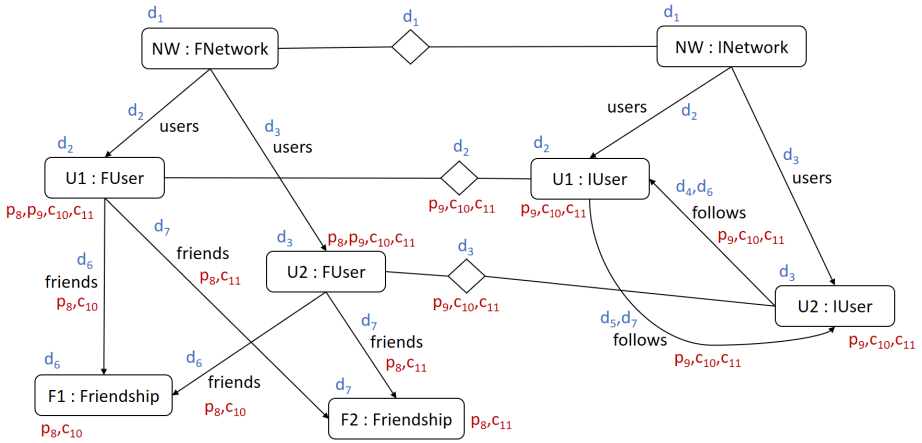 d1
d1
d1
NW : FNetwork
NW : INetwork
d2
users
d3
users
users
d2
d3
users
d2
d2
d2
U1 : FUser
U1 : IUser
p8,p9,c10,c11
p9,c10,c11
p9,c10,c11
d4,d6
follows
p9,c10,c11
d7
friends
p8,c11
d3
p8,p9,c10,c11
d3
d3
d6
friends
p8,c10
U2 : FUser
p9,c10,c11
U2 : IUser
d5,d7
follows
p9,c10,c11
p9,c10,c11
d7
friends
p8,c11
d6
friends
p8,c10
d6
F1 : Friendship
p8,c10
d7
F2 : Friendship
p8,c11